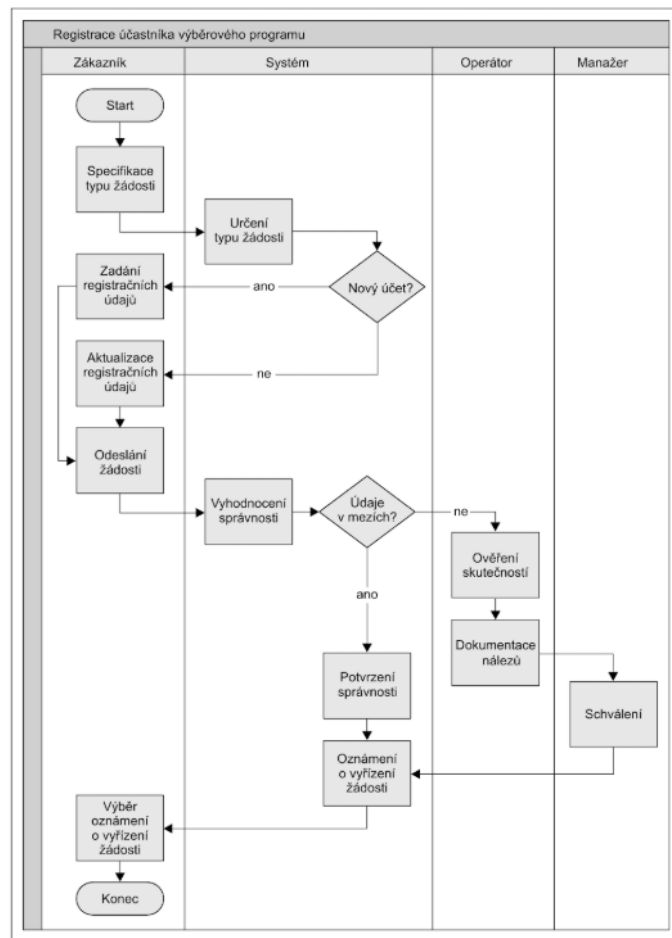 Registrace účastníka výběrového programu
Zákazník
Systém
Operátor
Manažer
Start
Specifikace
typu žádosti
Určení
typu žádosti
Zadání
registračních
údajů
ano
Nový účet?
Aktualizace
registračních
údajů
ne
Odeslání
žádosti
Vyhodnocení
správnosti
Údaje
v mezích?
ne
Ověření
skutečností
ano
Dokumentace
nálezů
Potvrzení
správnosti
Schválení
Oznámení
o vyřízení
žádosti
Výběr
oznámení
o vyřízení
žádosti
Konec